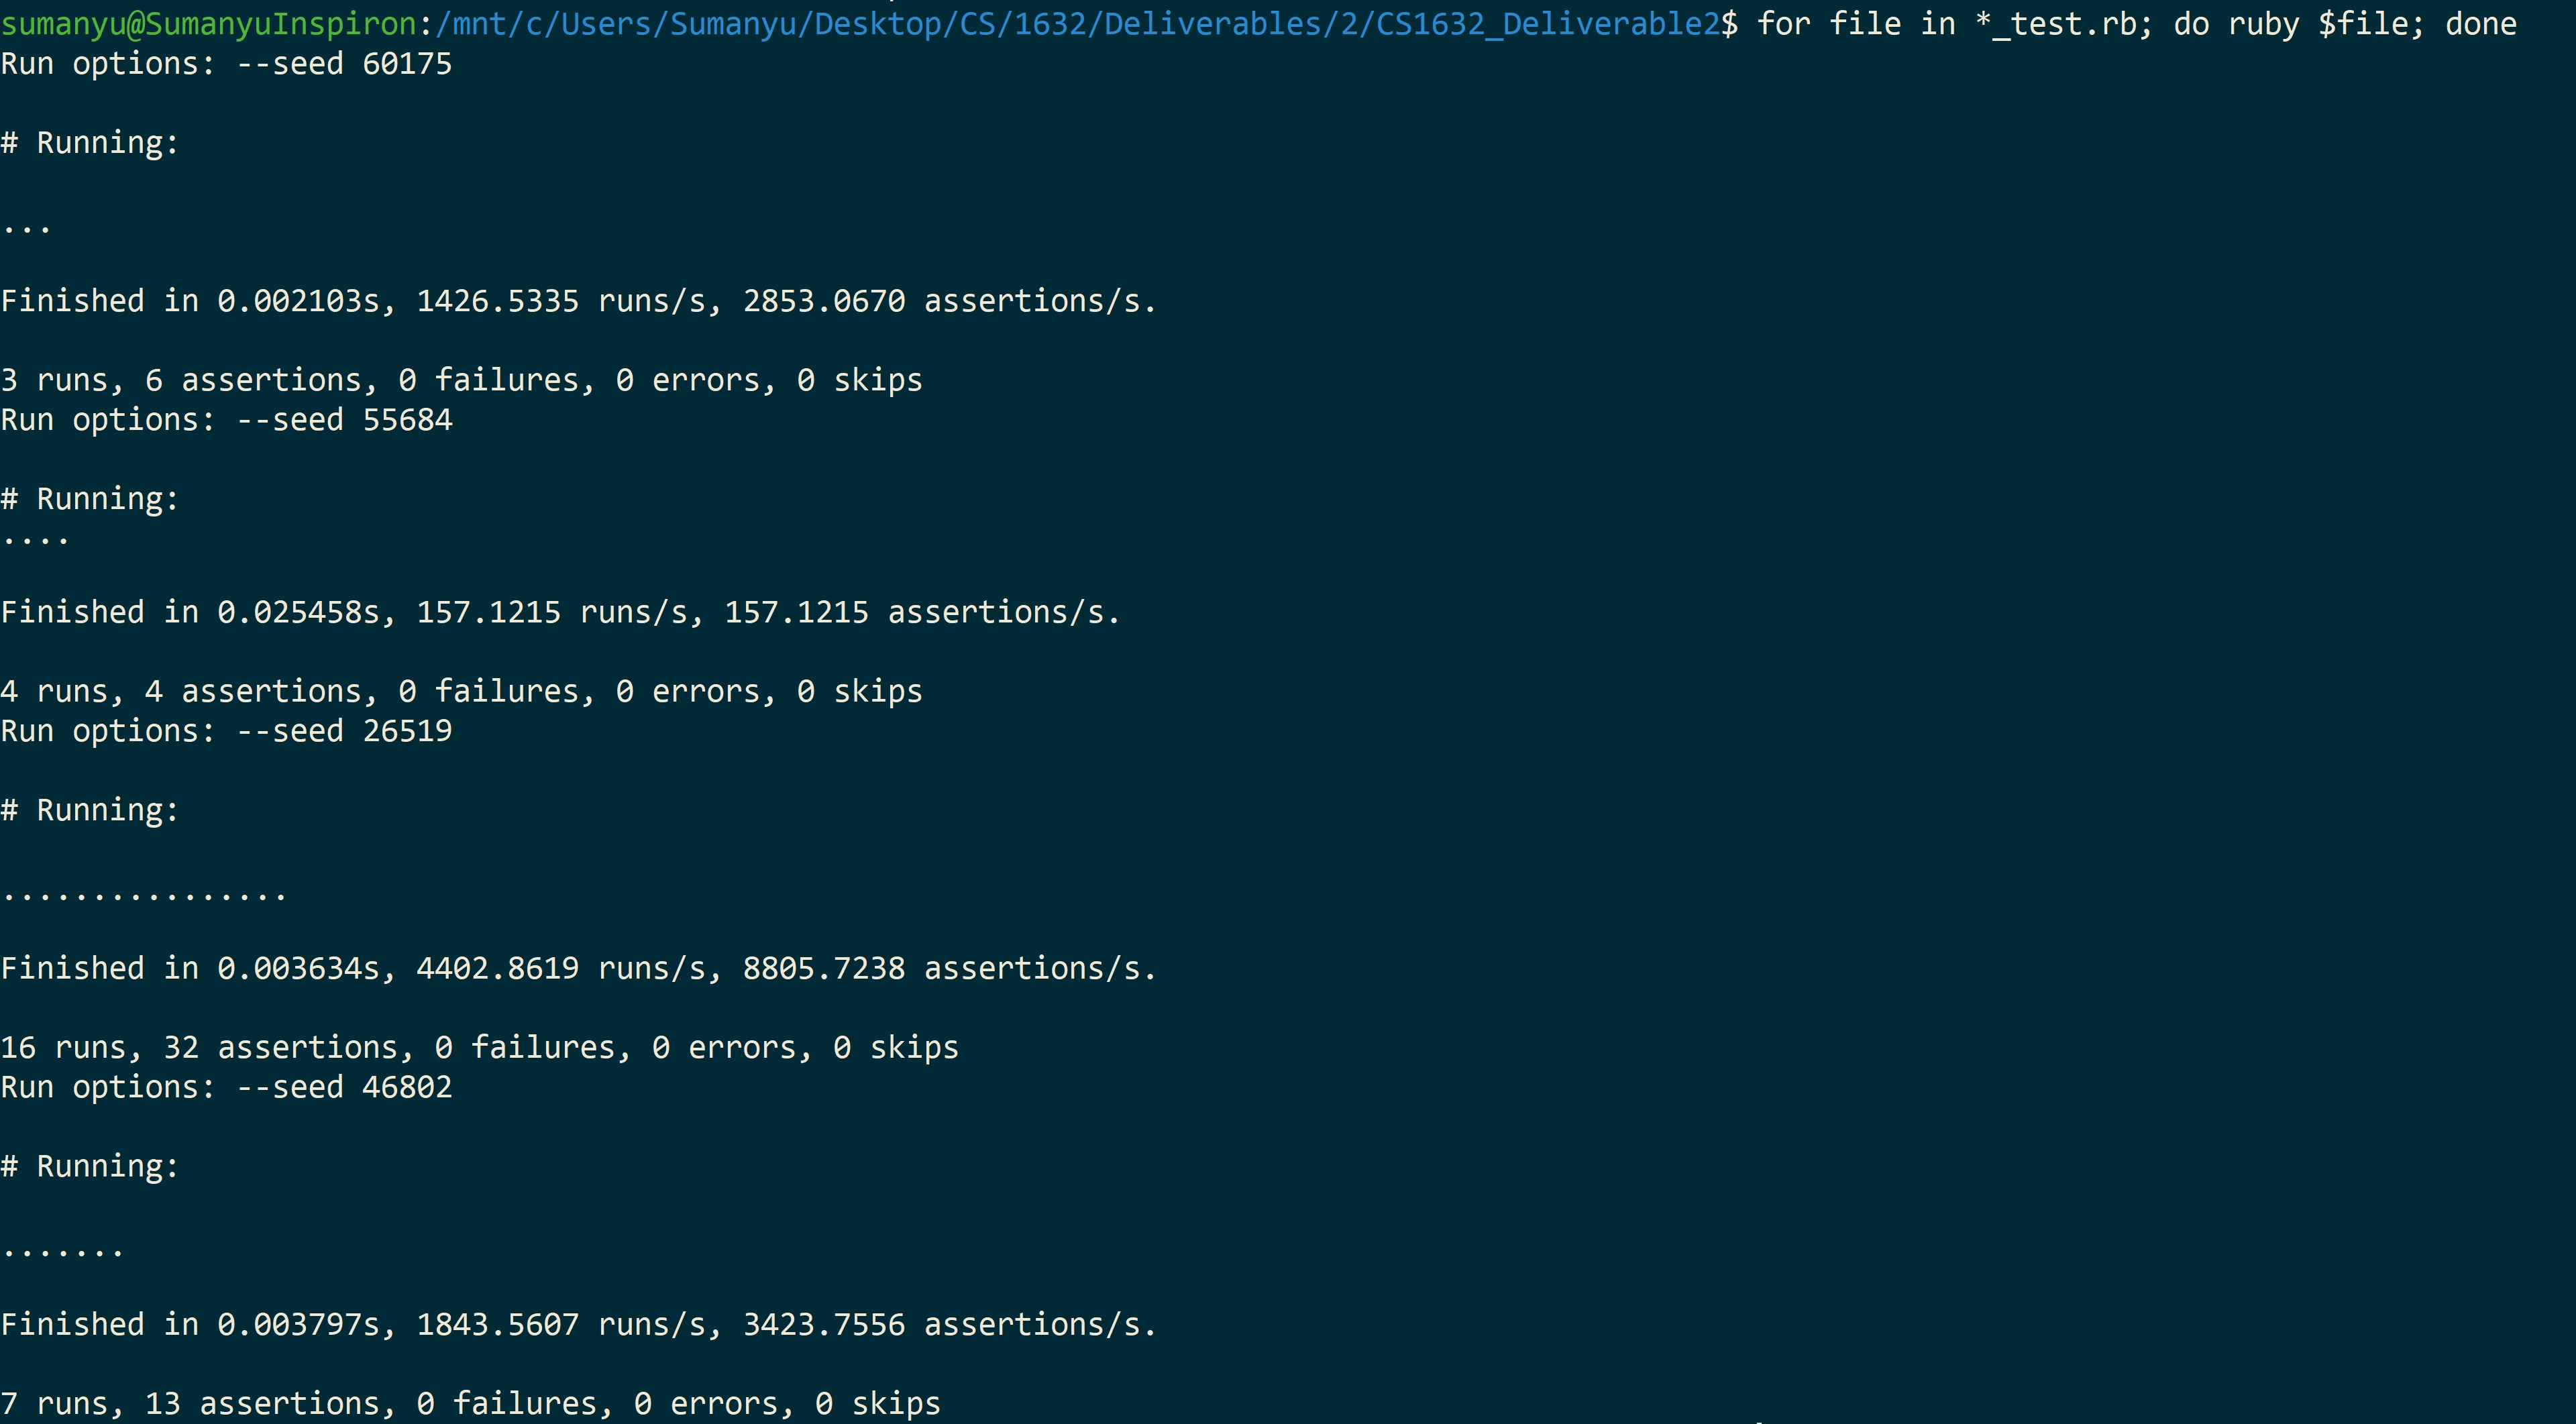 sumanyu@SumanyuInspiron:/mnt/c/Users/Sumanyu/Desktop/CS/1632/Deliverables/2/CS1632_Deliverable2$ for file in *_test.rb; do ruby $file; done
Run options: --seed 60175
# Running:
...
Finished in 0.002103s, 1426.5335 runs/s, 2853.0670 assertions/s.
3 runs, 6 assertions, 0 failures, 0 errors, 0 skips
Run options: --seed 55684
# Running:
....
Finished in 0.025458s, 157.1215 runs/s, 157.1215 assertions/s.
4 runs, 4 assertions, 0 failures, 0 errors, 0 skips
Run options: --seed 26519
# Running:
................
Finished in 0.003634s, 4402.8619 runs/s, 8805.7238 assertions/s.
16 runs, 32 assertions, 0 failures, 0 errors, 0 skips
Run options: --seed 46802
# Running:
.......
Finished in 0.003797s, 1843.5607 runs/s, 3423.7556 assertions/s.
7 runs, 13 assertions, 0 failures, 0 errors, 0 skips